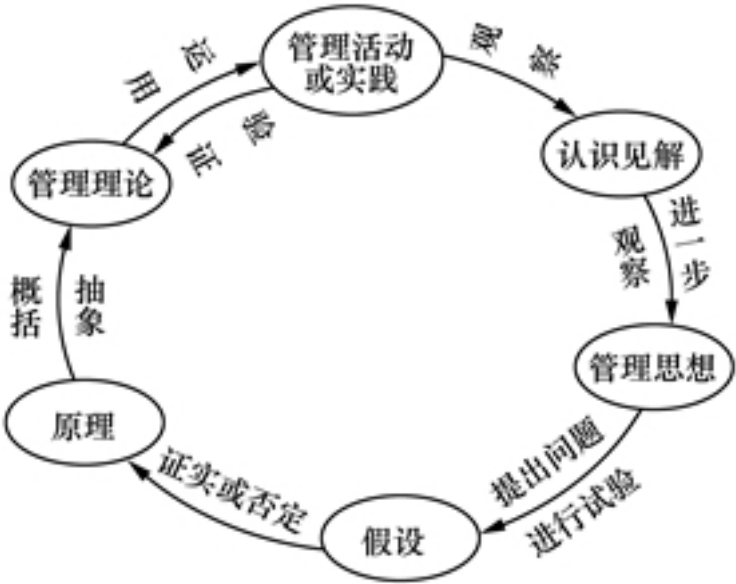 管理活动
或实践
观察
认识见解
进一步
观察
管理思想
提出问题
进行试验
假设
证实或否定
原理
概括
抽象
管理理论
运用
验证